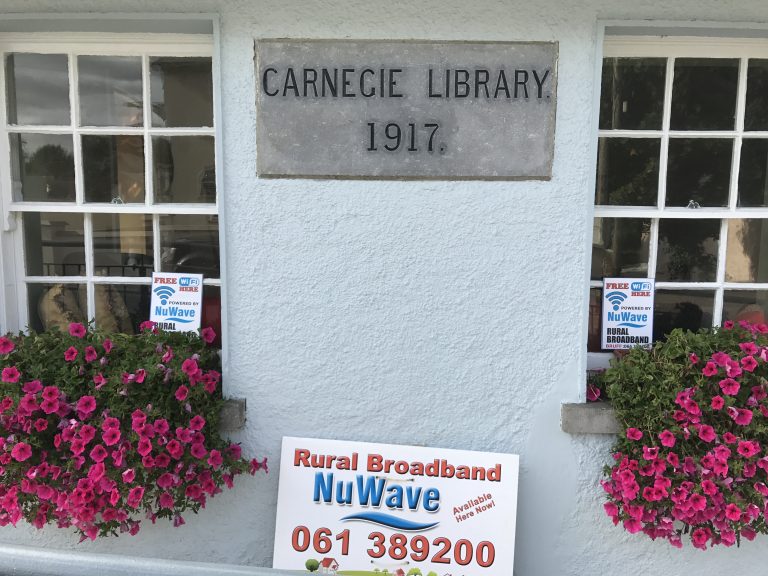 CARNEGIE LIBRARY.
1917.
FREE WiFi
HERE
POWERED BY
NuWave
RURAL
FREE WiFi
HERE
POWERED BY
NuWave
RURAL
BROADBAND
BRUFF
Rural Broadband
NuWave
Available
Here Now!
061 389200